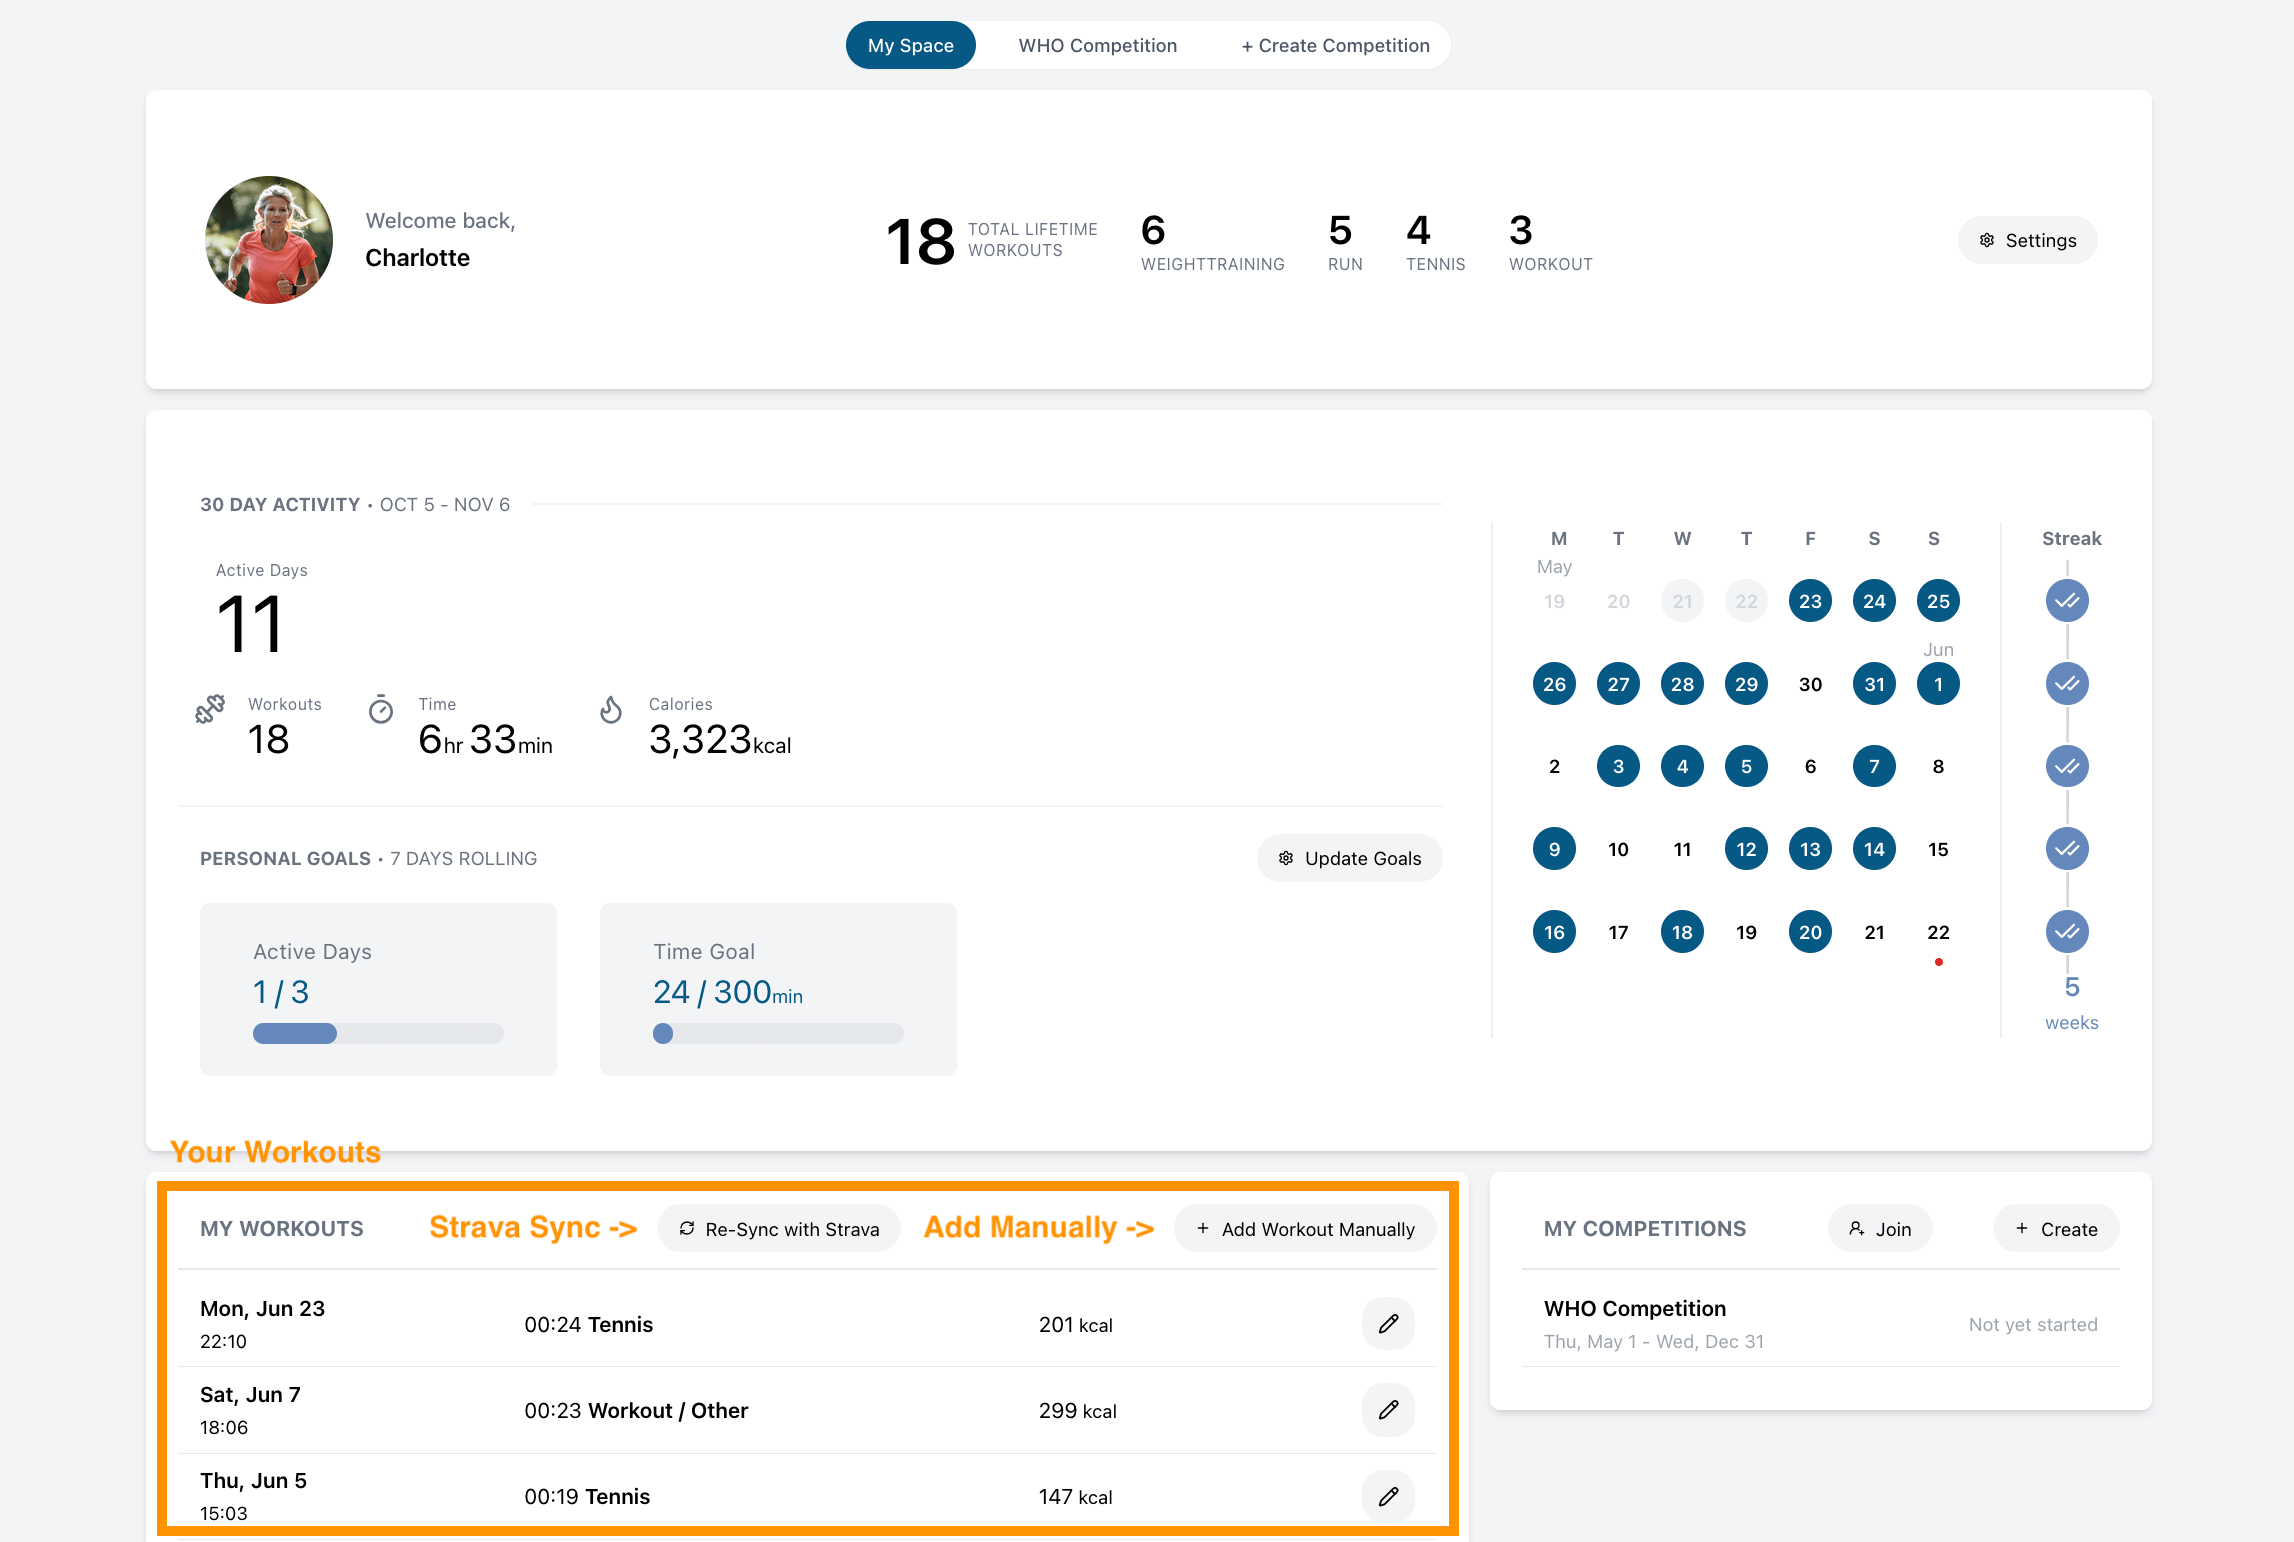 My Space WHO Competition + Create Competition
Welcome back,
Charlotte
18 TOTAL LIFETIME WORKOUTS
6 WEIGHTTRAINING
5 RUN
4 TENNIS
3 WORKOUT
Settings
30 DAY ACTIVITY • OCT 5 - NOV 6
Active Days
11
Workouts
18
Time
6hr 33min
Calories
3,323kcal
PERSONAL GOALS • 7 DAYS ROLLING
Update Goals
Active Days
1 / 3
Time Goal
24 / 300min
M T W T F S S Streak
May
19 20 21 22 23 24 25
Jun
26 27 28 29 30 31 1
2 3 4 5 6 7 8
9 10 11 12 13 14 15
16 17 18 19 20 21 22
5
weeks
Your Workouts
MY WORKOUTS Strava Sync -> Re-Sync with Strava Add Manually -> + Add Workout Manually
Mon, Jun 23
22:10
00:24 Tennis
201 kcal
Sat, Jun 7
18:06
00:23 Workout / Other
299 kcal
Thu, Jun 5
15:03
00:19 Tennis
147 kcal
MY COMPETITIONS Join + Create
WHO Competition
Thu, May 1 - Wed, Dec 31
Not yet started